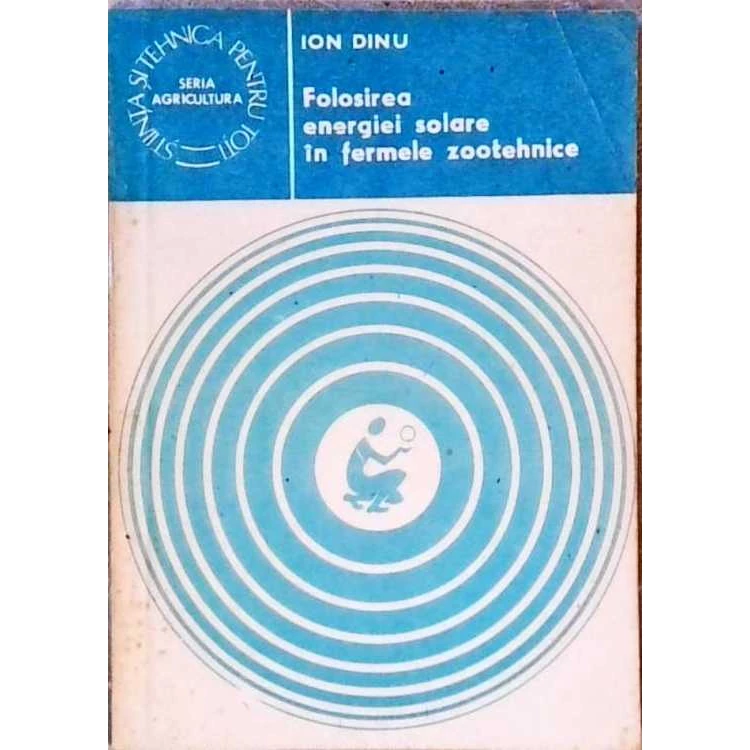 ȘTIINȚA ȘI TEHNICA PENTRU TOȚI
SERIA
AGRICULTURA
ION DINU
Folosirea
energiei solare
în fermele zootehnice